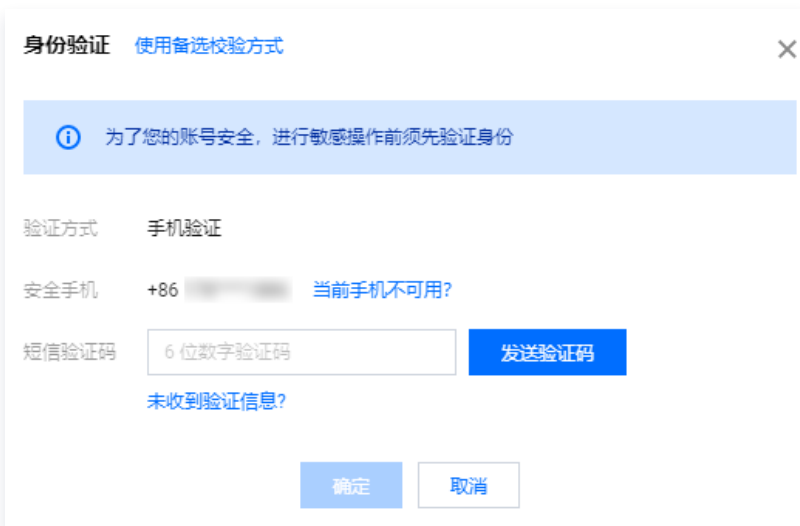 身份验证 使用备选校验方式
为了您的账号安全，进行敏感操作前须先验证身份
验证方式 手机验证
安全手机 +86 当前手机不可用?
短信验证码 6 位数字验证码 发送验证码
未收到验证信息?
确定 取消